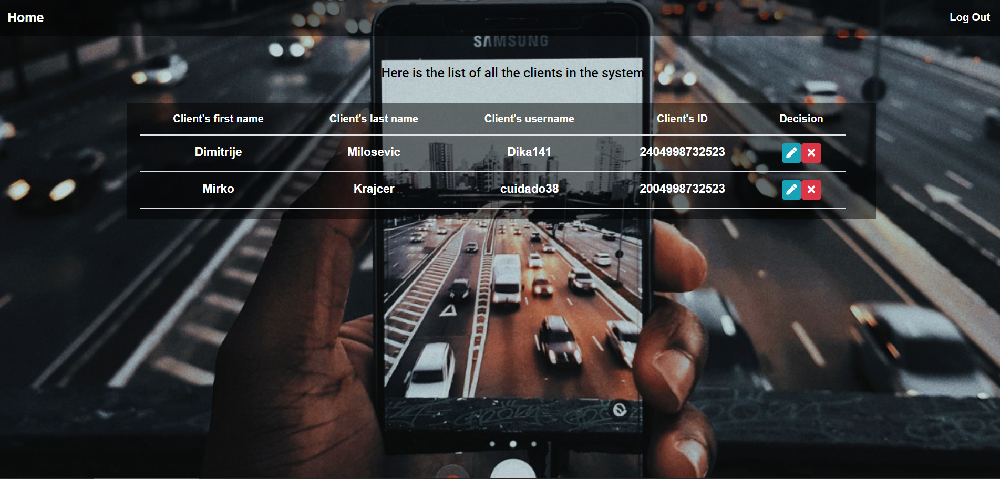 Home
Log Out
SAMSUNG
Here is the list of all the clients in the system
Client's first name Client's last name Client's username Client's ID Decision
Dimitrije Milosevic Dika141 2404998732523
Mirko Krajcer cuidado38 2004998732523